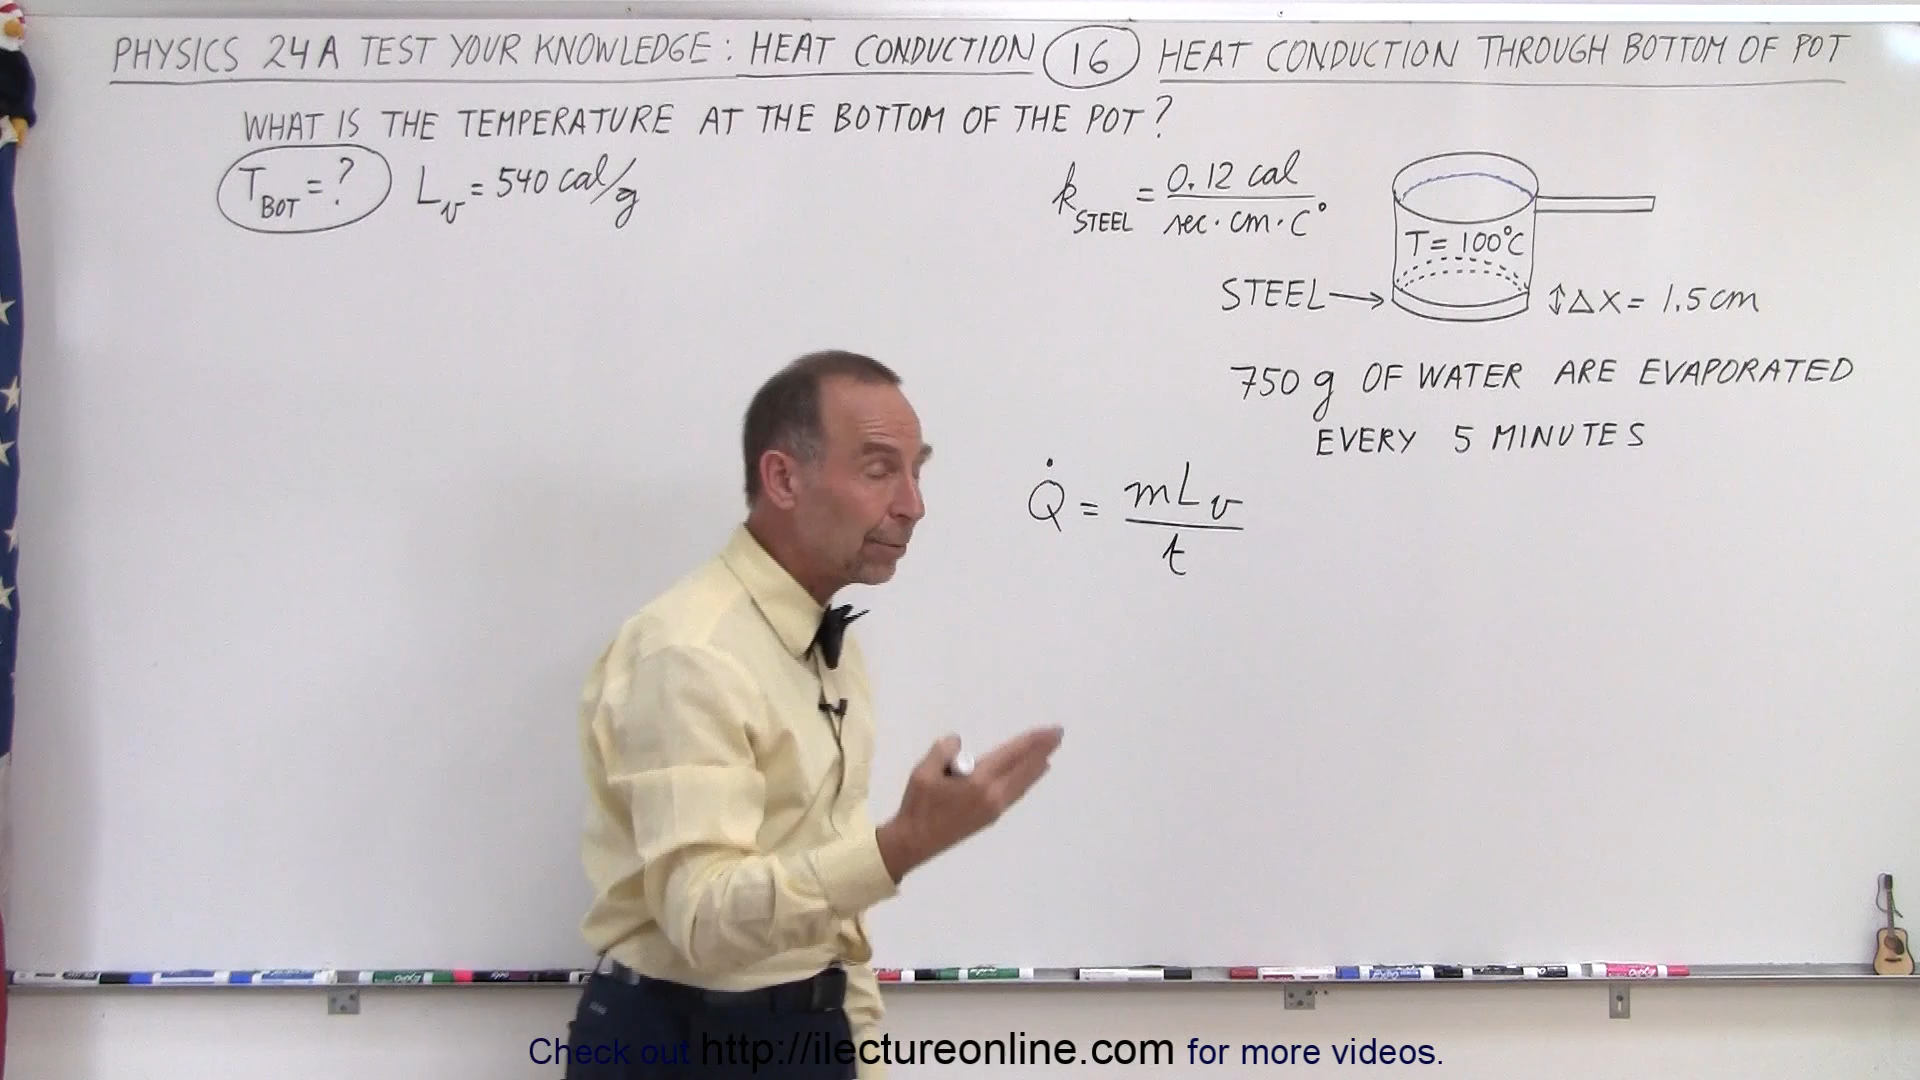 PHYSICS 24A TEST YOUR KNOWLEDGE: HEAT CONDUCTION 16 HEAT CONDUCTION THROUGH BOTTOM OF POT
WHAT IS THE TEMPERATURE AT THE BOTTOM OF THE POT?
T_BOT = ? L_v = 540 cal/g
k_STEEL = 0.12 cal / sec·cm·C°
T = 100°C
STEEL → ↕ΔX = 1.5 cm
750 g OF WATER ARE EVAPORATED
EVERY 5 MINUTES
Q̇ = mL_v / t
Check out http://ilectureonline.com for more videos.